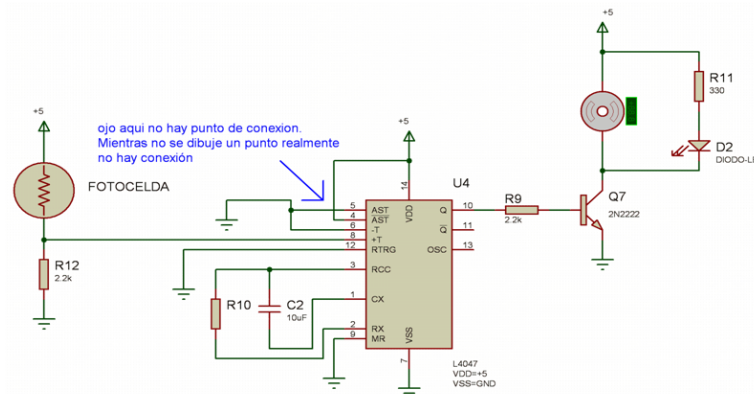 +5
ojo aqui no hay punto de conexion.
Mientras no se dibuje un punto realmente
no hay conexión
+5
FOTOCELDA
R12
2.2k
+5
U4
14
VDD
5 AST
4 AST
6 -T
8 +T
12 RTRG
3 RCC
1 CX
2 RX
9 MR
Q 10
Q 11
OSC 13
VSS
7
L4047
VDD=+5
VSS=GND
R10
C2
10uF
R9
2.2k
Q7
2N2222
+5
R11
330
D2
DIODO-LE